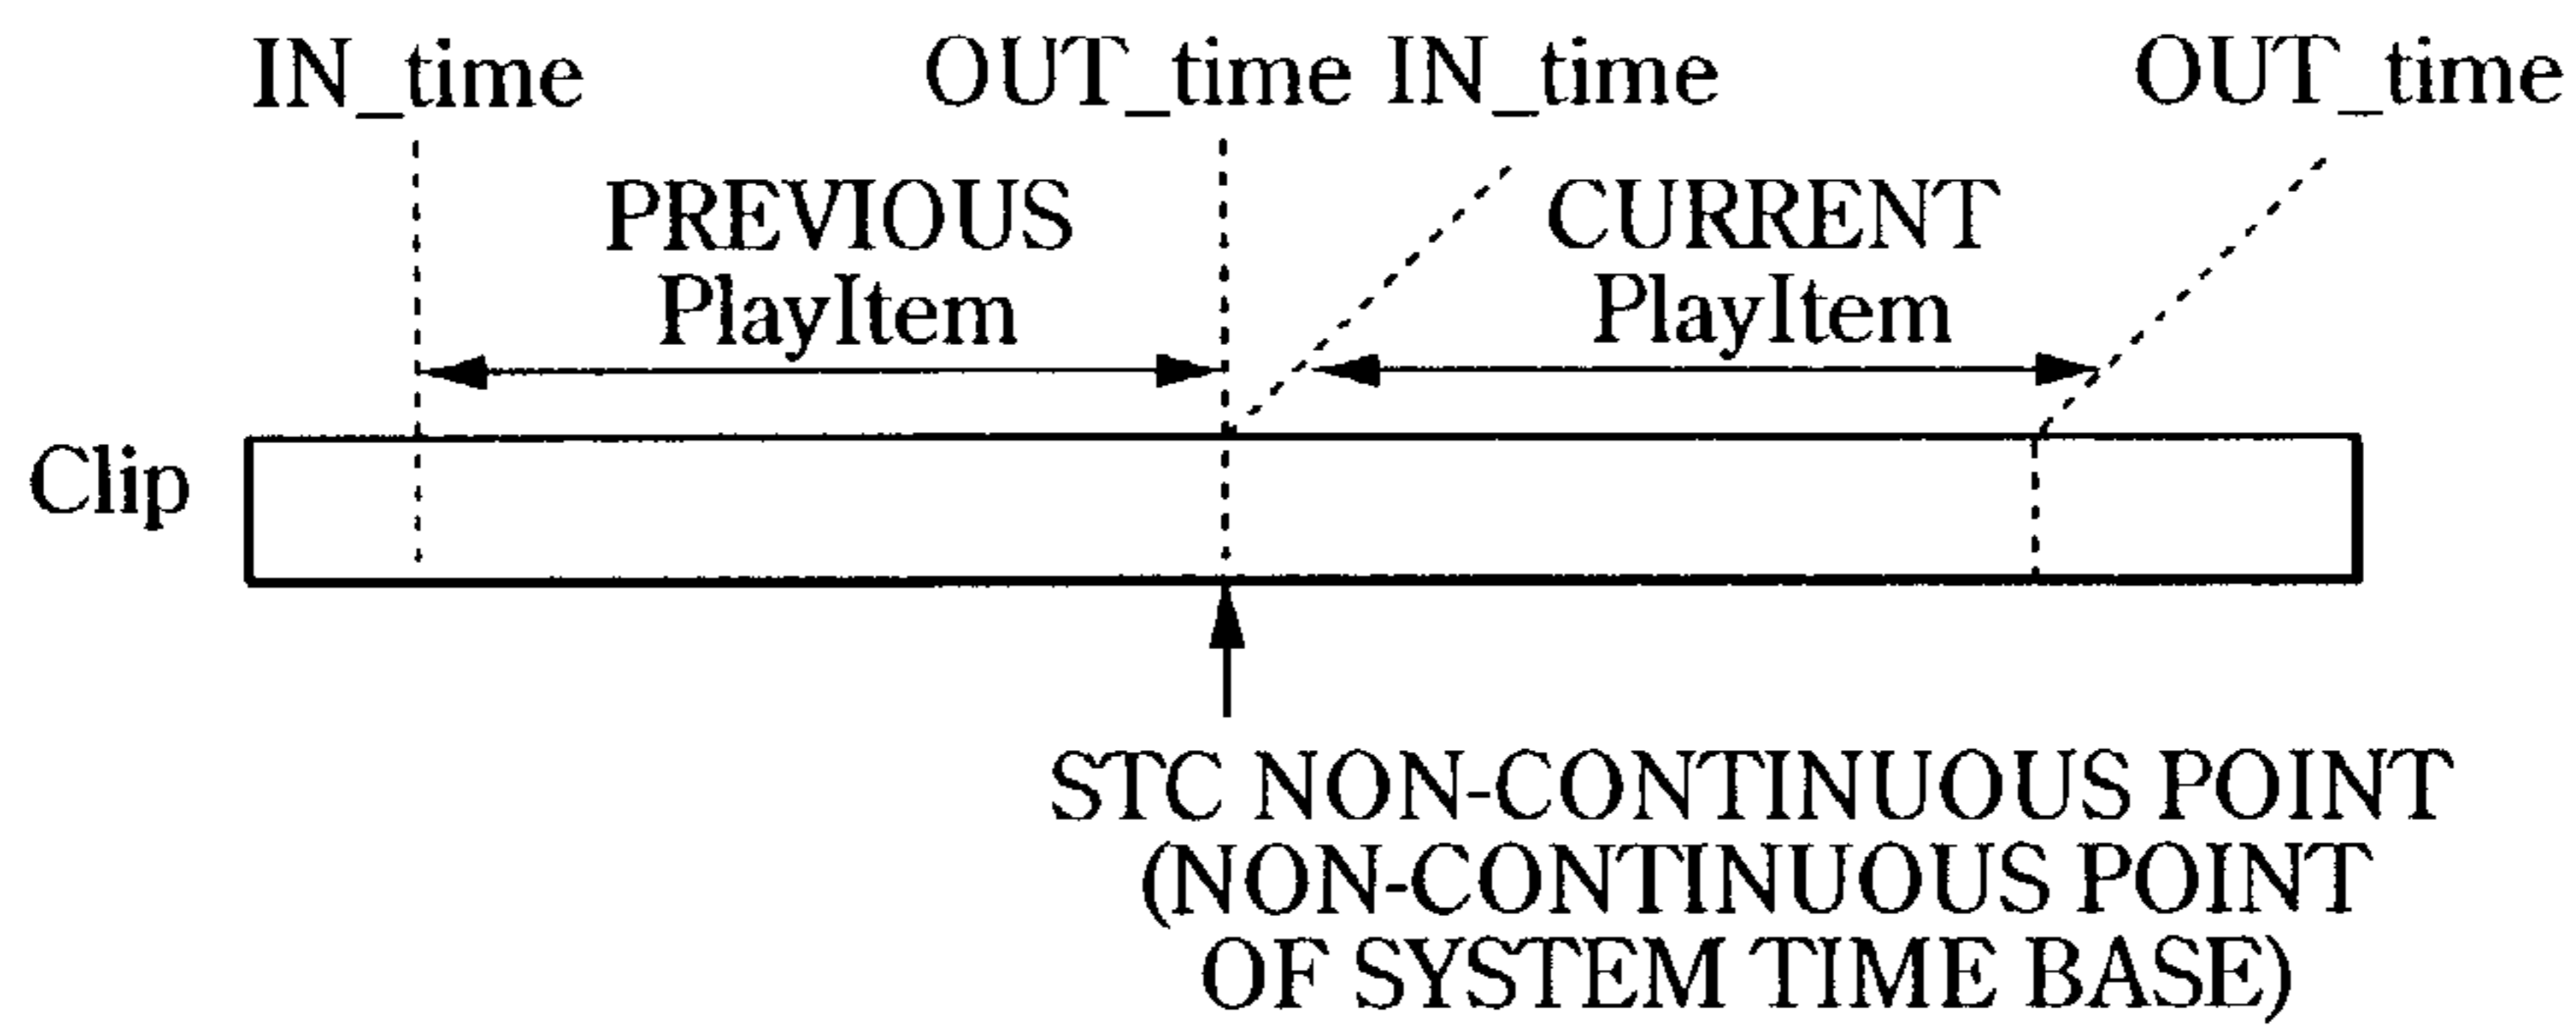 IN_time OUT_time IN_time OUT_time
PREVIOUS
PlayItem
CURRENT
PlayItem
Clip
STC NON-CONTINUOUS POINT
(NON-CONTINUOUS POINT
OF SYSTEM TIME BASE)